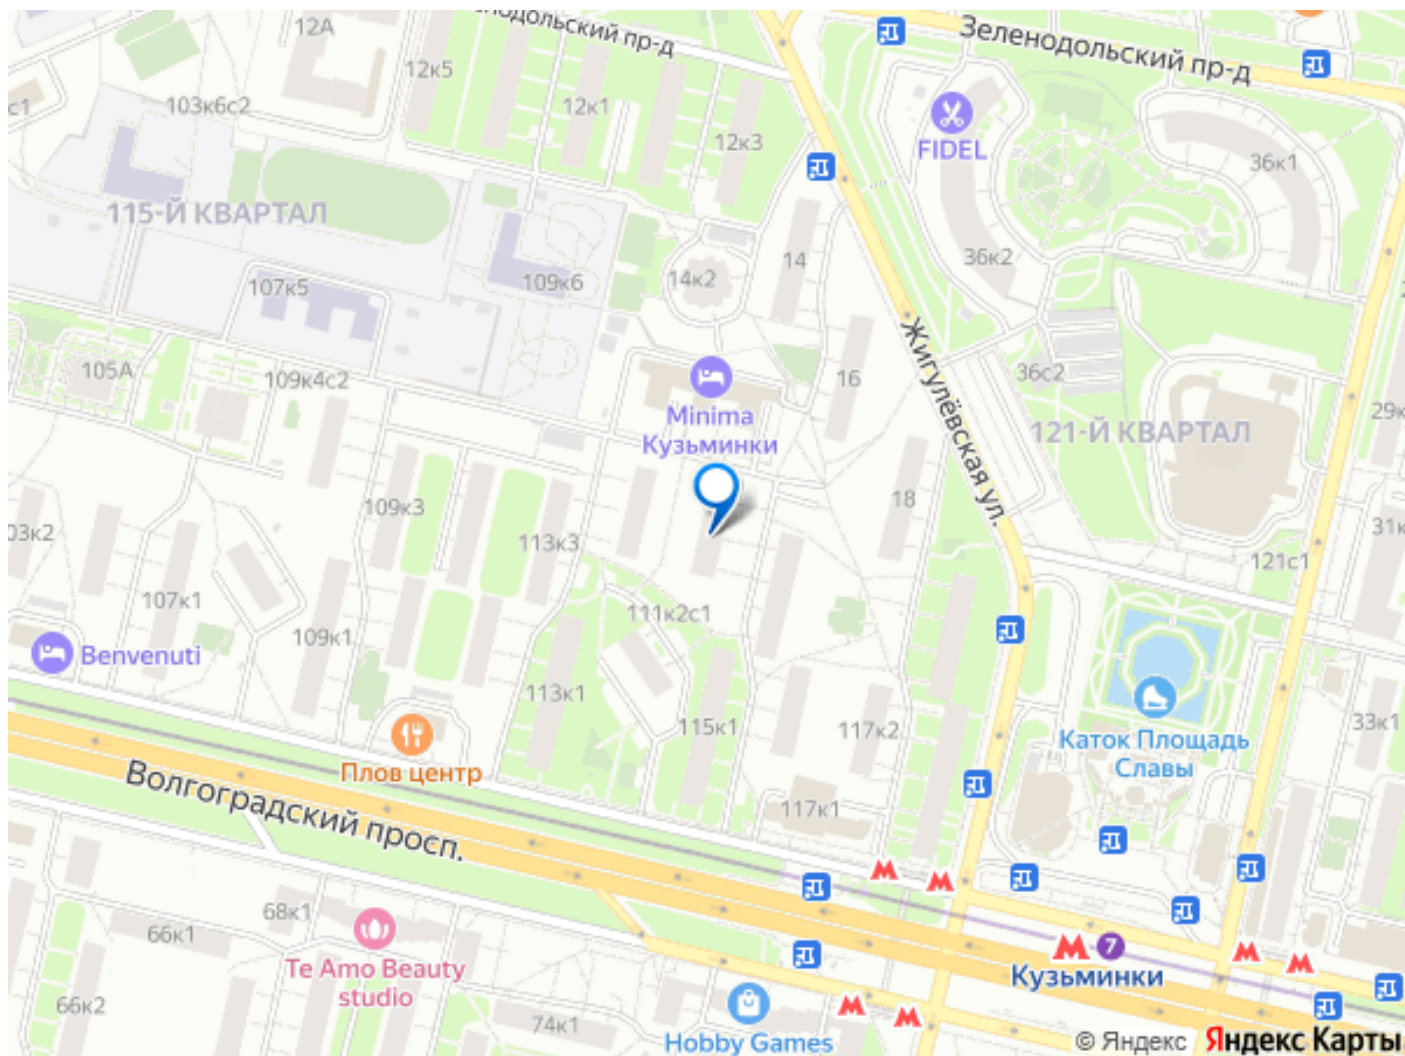 12А
Зеленодольский пр-д
12к5
103к6с2
12к1
12к3
FIDEL
36к1
115-Й КВАРТАЛ
14
36к2
14к2
109к6
107к5
Жигулёвская ул.
105А
109к4с2
16
36с2
Minima
Кузьминки
121-Й КВАРТАЛ
109к3
18
113к3
121с1
107к1
111к2с1
109к1
Benvenuti
113к1
115к1
117к2
33к1
Каток Площадь
Славы
Плов центр
Волгоградский просп.
117к1
68к1
66к1
Te Amo Beauty
studio
7
Кузьминки
66к2
74к1
Hobby Games
© Яндекс
Яндекс Карты